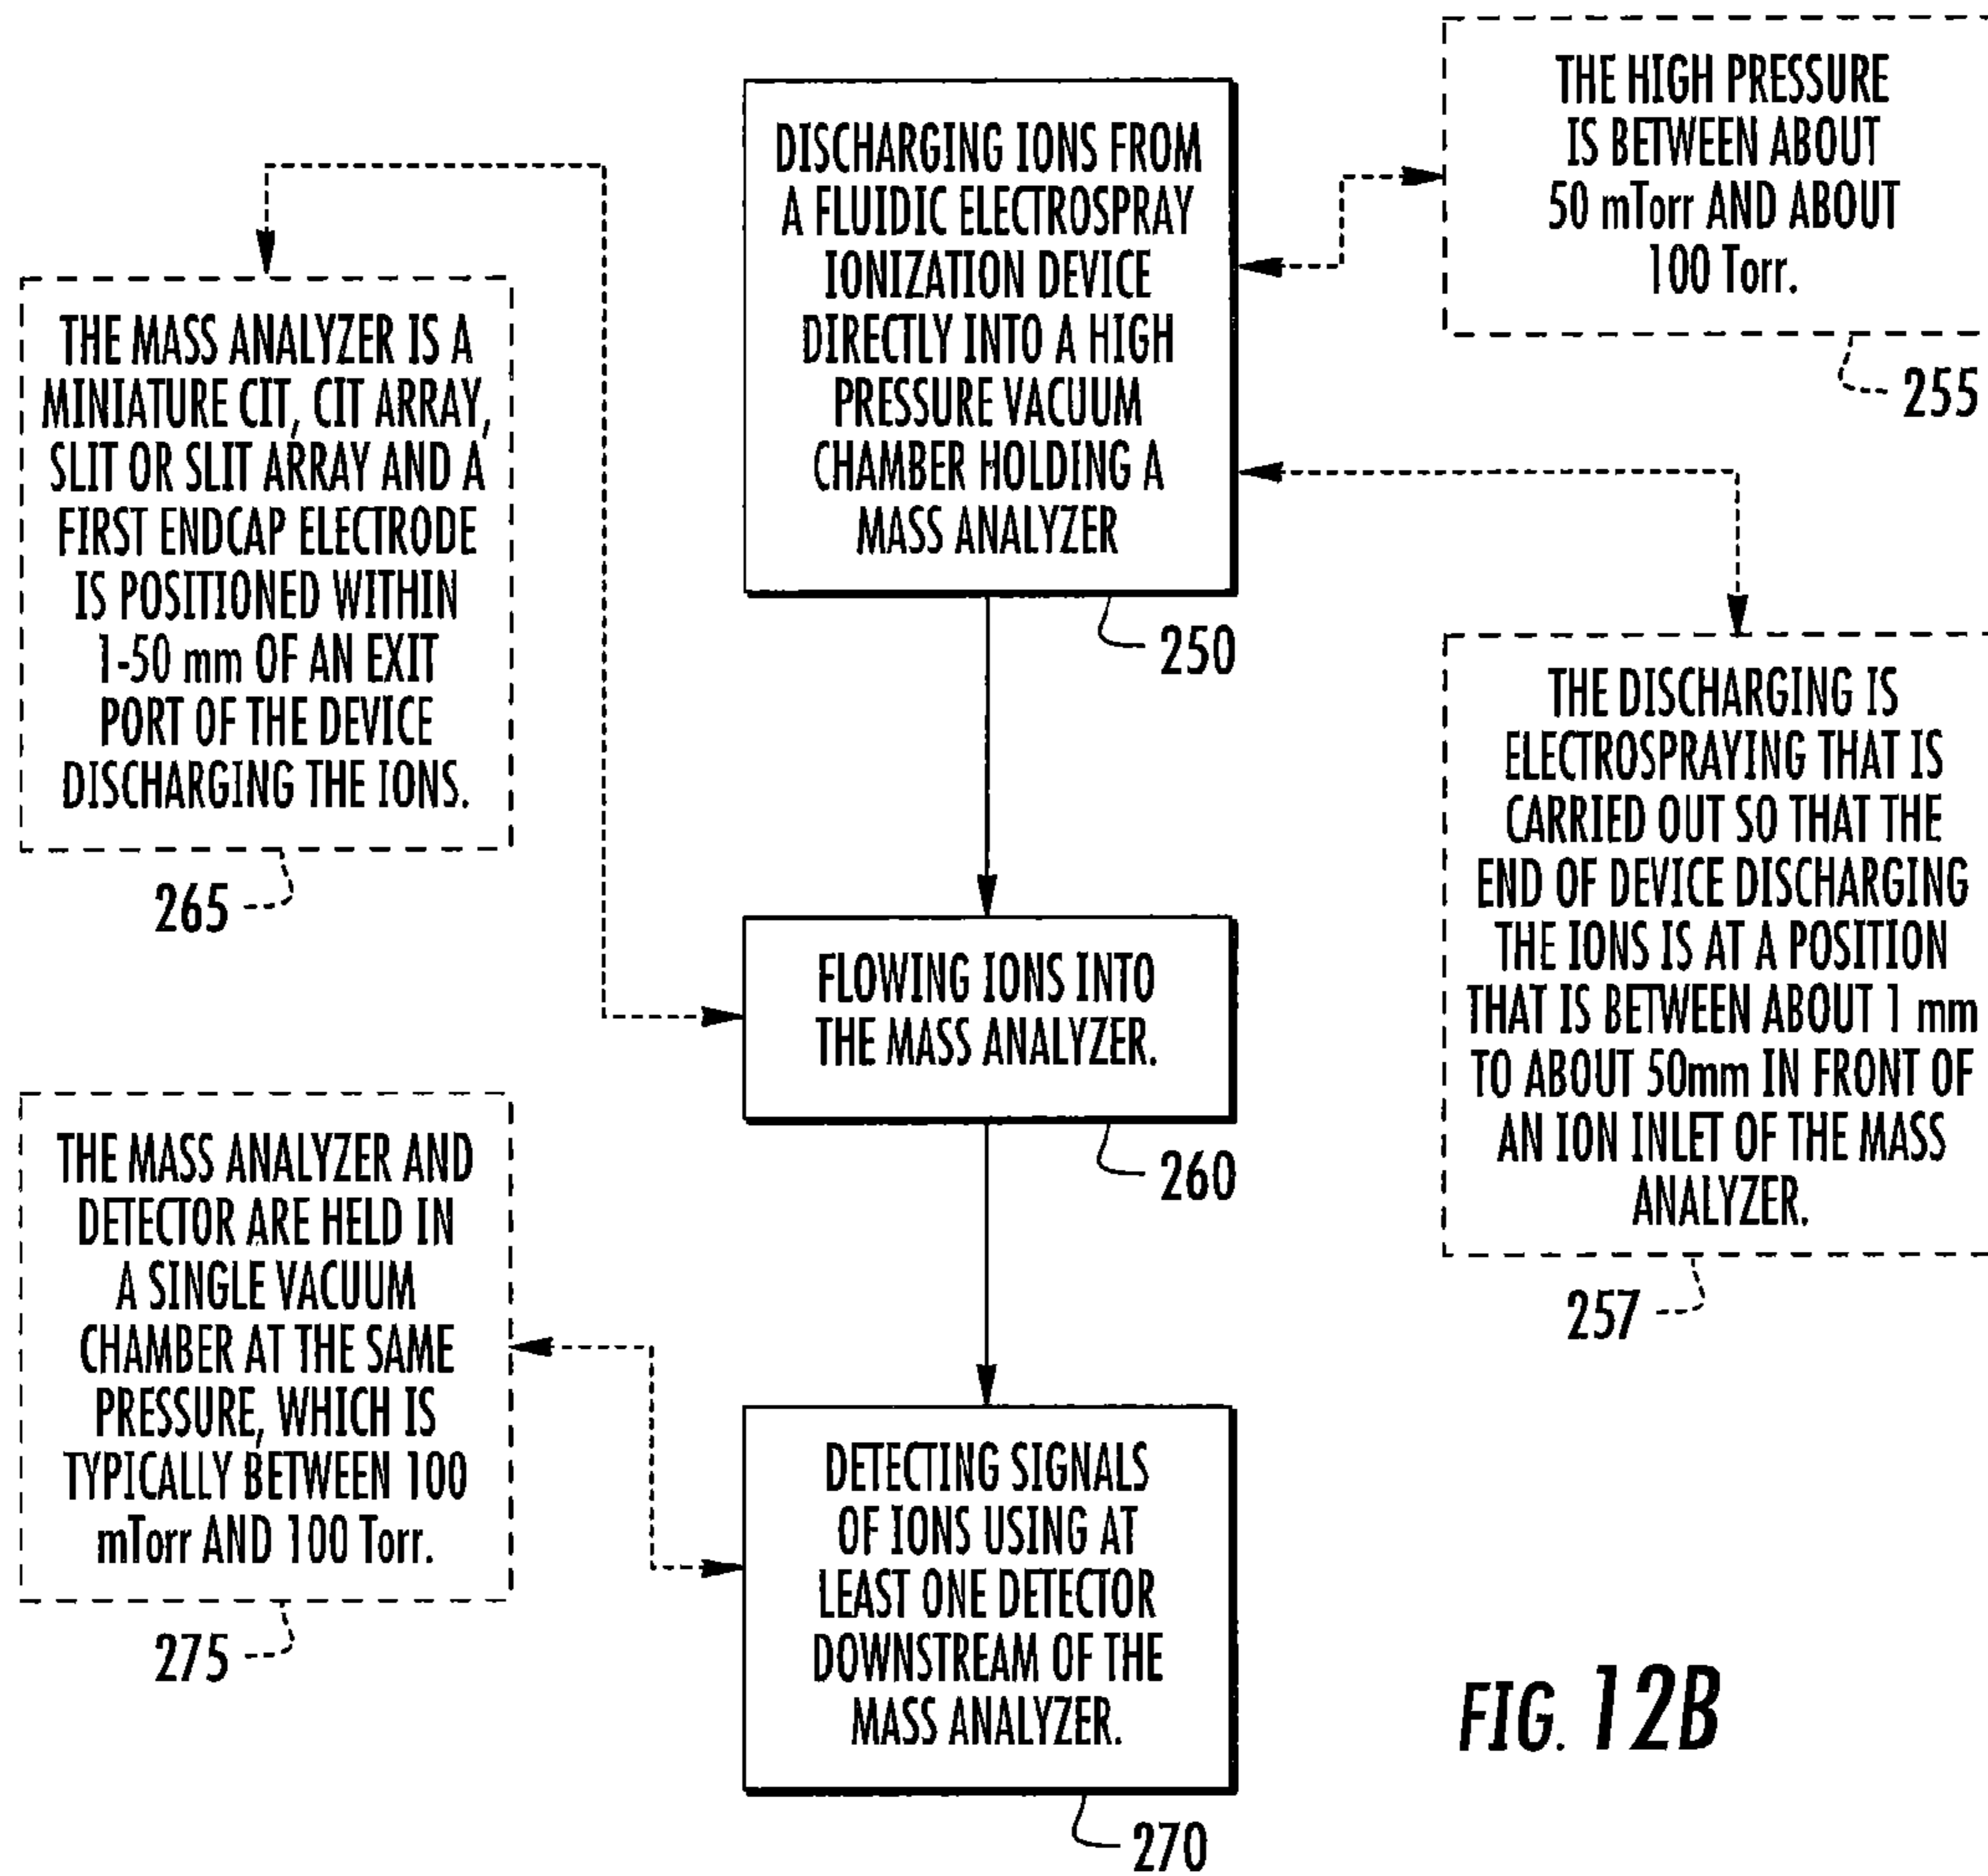 DISCHARGING IONS FROM
A FLUIDIC ELECTROSPRAY
IONIZATION DEVICE
DIRECTLY INTO A HIGH
PRESSURE VACUUM
CHAMBER HOLDING A
MASS ANALYZER
250
THE HIGH PRESSURE
IS BETWEEN ABOUT
50 mTorr AND ABOUT
100 Torr.
255
THE DISCHARGING IS
ELECTROSPRAYING THAT IS
CARRIED OUT SO THAT THE
END OF DEVICE DISCHARGING
THE IONS IS AT A POSITION
THAT IS BETWEEN ABOUT 1 mm
TO ABOUT 50mm IN FRONT OF
AN ION INLET OF THE MASS
ANALYZER.
257
THE MASS ANALYZER IS A
MINIATURE CIT, CIT ARRAY,
SLIT OR SLIT ARRAY AND A
FIRST ENDCAP ELECTRODE
IS POSITIONED WITHIN
1-50 mm OF AN EXIT
PORT OF THE DEVICE
DISCHARGING THE IONS.
265
FLOWING IONS INTO
THE MASS ANALYZER.
260
THE MASS ANALYZER AND
DETECTOR ARE HELD IN
A SINGLE VACUUM
CHAMBER AT THE SAME
PRESSURE, WHICH IS
TYPICALLY BETWEEN 100
mTorr AND 100 Torr.
275
DETECTING SIGNALS
OF IONS USING AT
LEAST ONE DETECTOR
DOWNSTREAM OF THE
MASS ANALYZER.
270
FIG. 12B